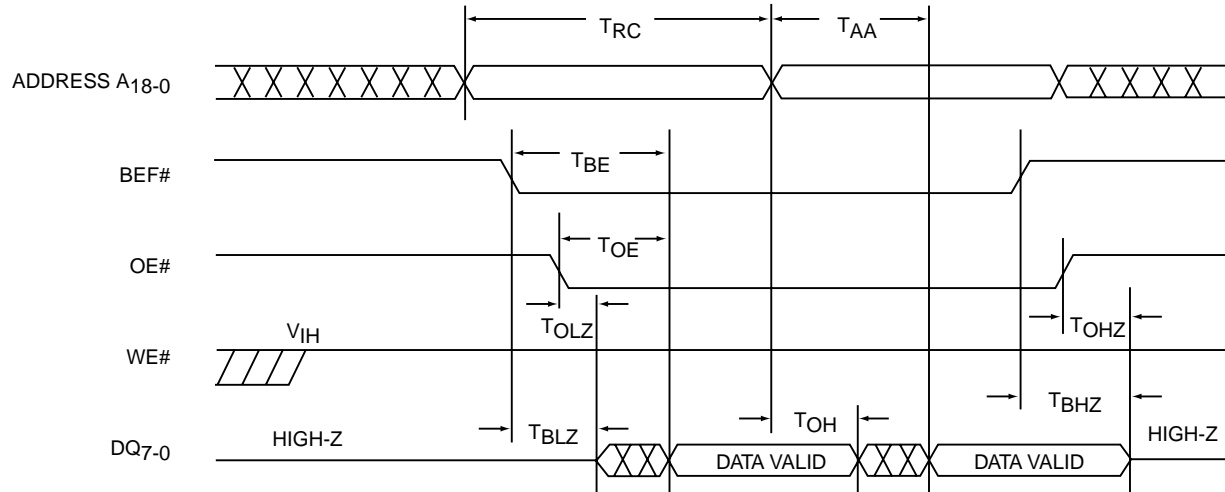 TRC TAA
ADDRESS A18-0
TBE
BEF#
TOE
OE#
TOLZ TOHZ
VIH
WE#
TBHZ
TBLZ TOH
HIGH-Z HIGH-Z
DQ7-0 DATA VALID DATA VALID